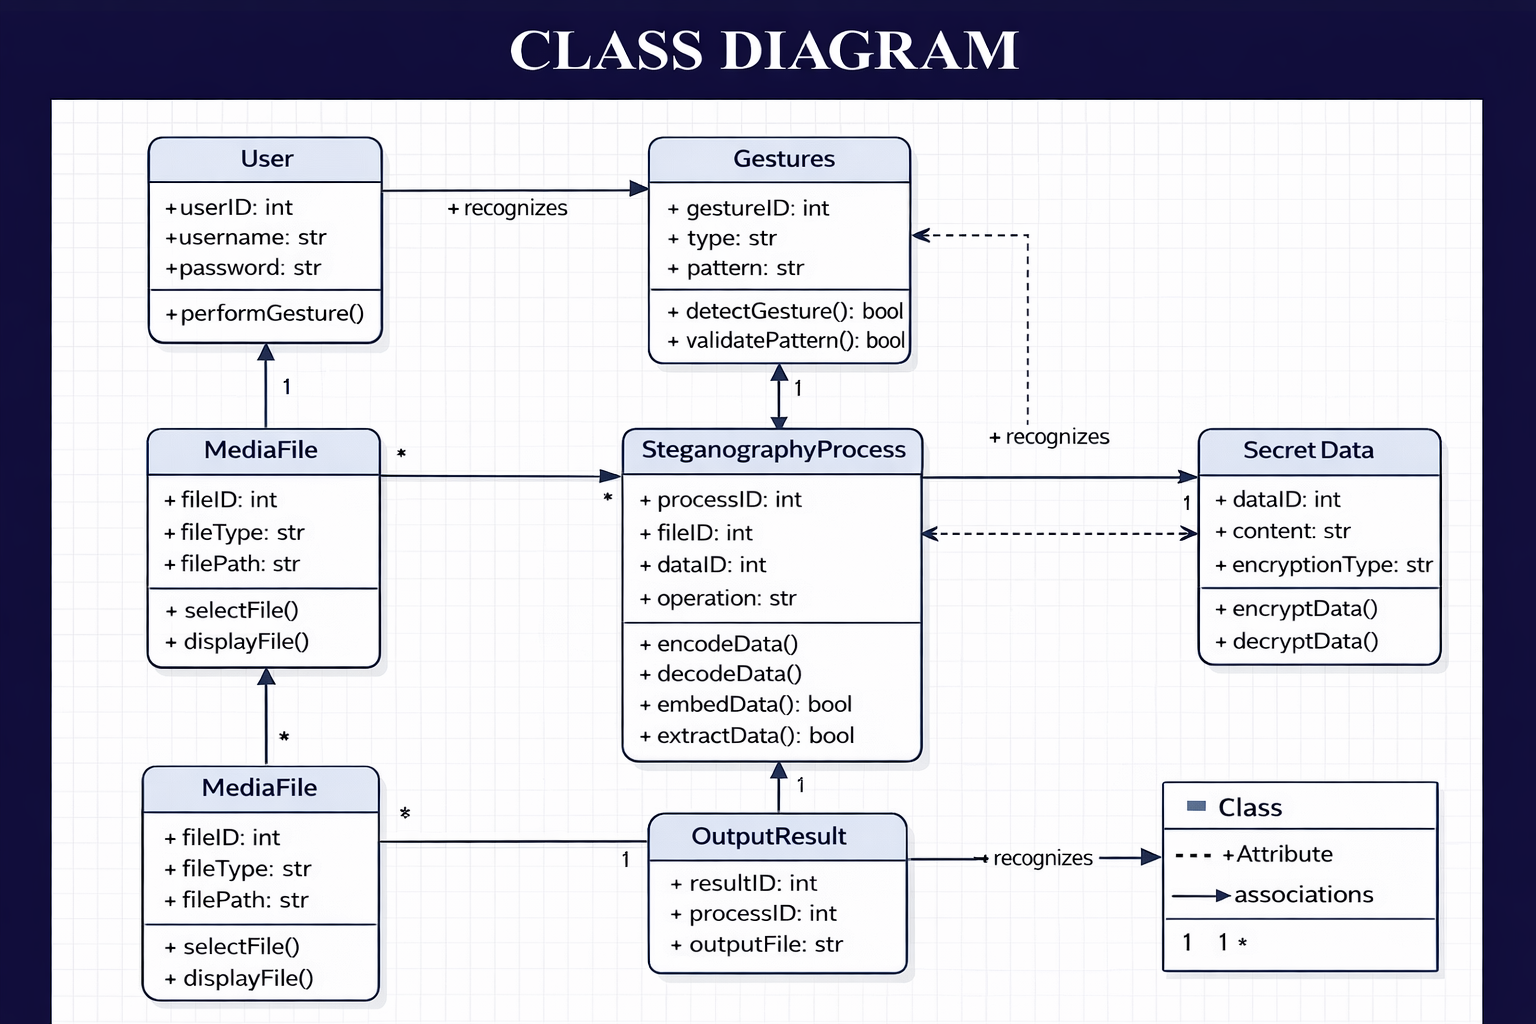 CLASS DIAGRAM
User
+userID: int
+username: str
+password: str
+performGesture()
+ recognizes
Gestures
+ gestureID: int
+ type: str
+ pattern: str
+ detectGesture(): bool
+ validatePattern(): bool
1
1
+ recognizes
MediaFile
+ fileID: int
+ fileType: str
+ filePath: str
+ selectFile()
+ displayFile()
*
*
SteganographyProcess
+ processID: int
+ fileID: int
+ dataID: int
+ operation: str
+ encodeData()
+ decodeData()
+ embedData(): bool
+ extractData(): bool
1
Secret Data
+ dataID: int
+ content: str
+ encryptionType: str
+ encryptData()
+ decryptData()
*
1
MediaFile
+ fileID: int
+ fileType: str
+ filePath: str
+ selectFile()
+ displayFile()
*
1
OutputResult
+ resultID: int
+ processID: int
+ outputFile: str
+ recognizes
Class
+Attribute
associations
1 1 *